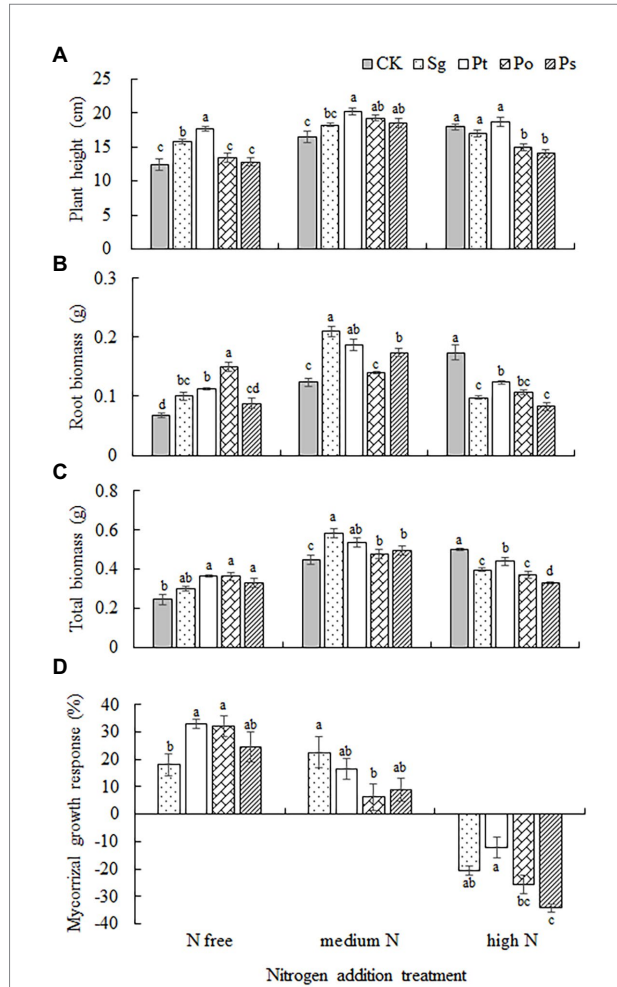 A
CK Sg Pt Po Ps
Plant height (cm)
25
20
15
10
5
0
c b a c c
c bc a ab ab
a a a b b
B
Root biomass (g)
0.3
0.2
0.1
0
d bc b a cd
c a ab c b
a c b bc c
C
Total biomass (g)
0.8
0.6
0.4
0.2
0
b ab a a a
c a ab b b
a c b c d
D
Mycorrizal growth response (%)
40
30
20
10
0
-10
-20
-30
-40
b a a ab
a ab b ab
ab a bc c
N free medium N high N
Nitrogen addition treatment